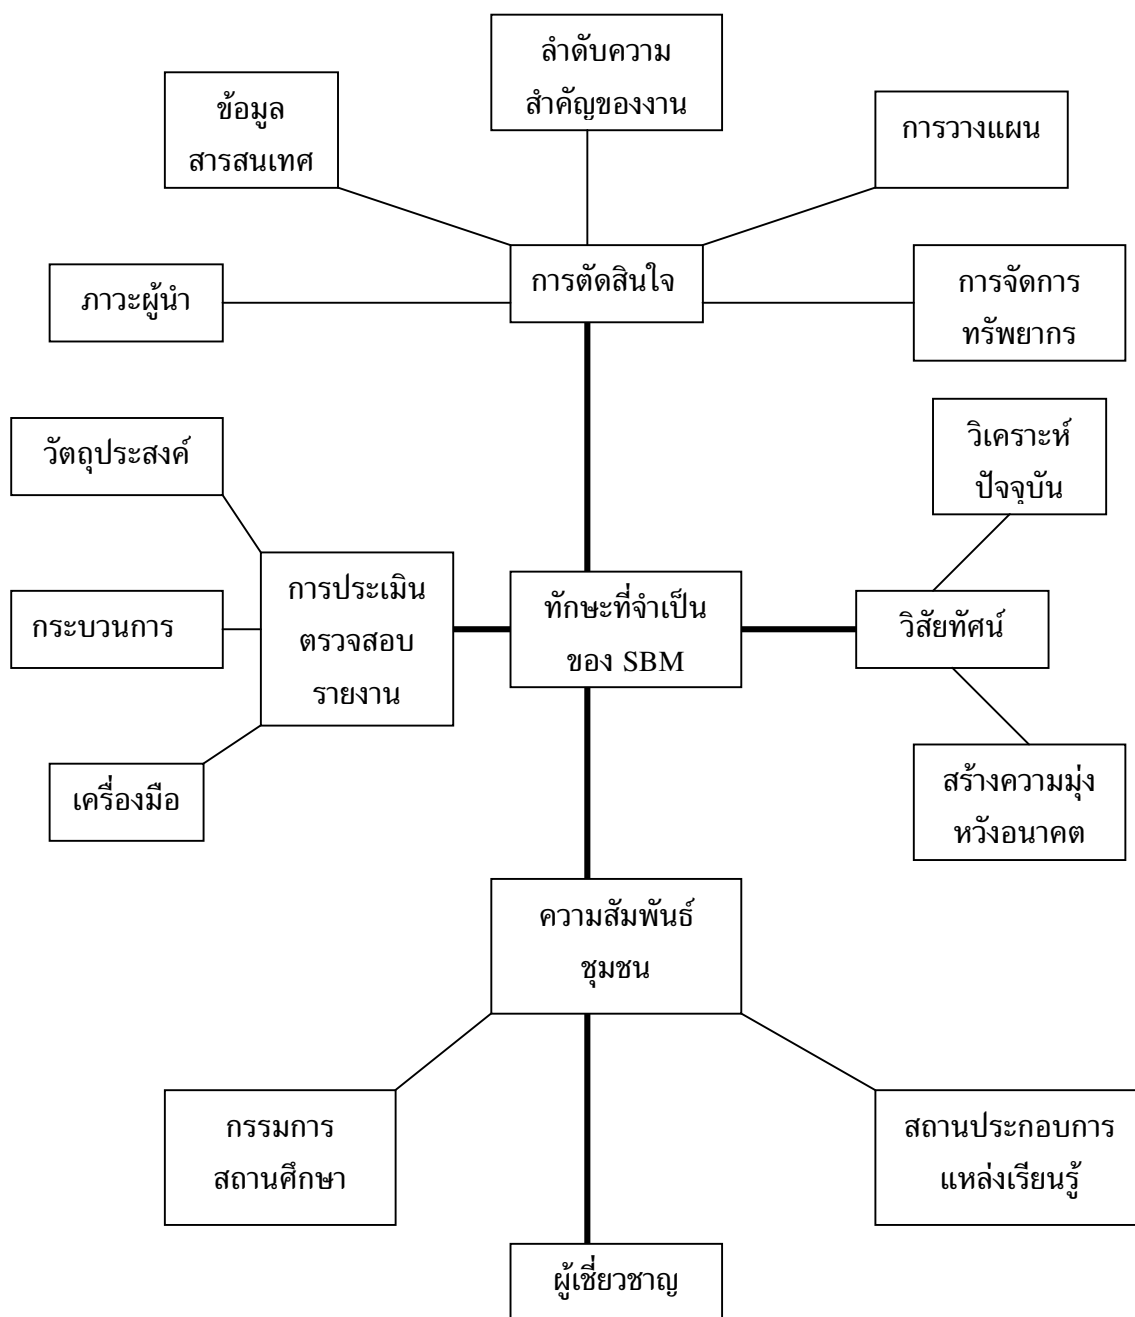 ลำดับความ
สำคัญของงาน
ข้อมูล
สารสนเทศ
การวางแผน
การตัดสินใจ
ภาวะผู้นำ
การจัดการ
ทรัพยากร
วัตถุประสงค์
วิเคราะห์
ปัจจุบัน
กระบวนการ
การประเมิน
ตรวจสอบ
รายงาน
ทักษะที่จำเป็น
ของ SBM
วิสัยทัศน์
เครื่องมือ
สร้างความมุ่ง
หวังอนาคต
ความสัมพันธ์
ชุมชน
กรรมการ
สถานศึกษา
สถานประกอบการ
แหล่งเรียนรู้
ผู้เชี่ยวชาญ